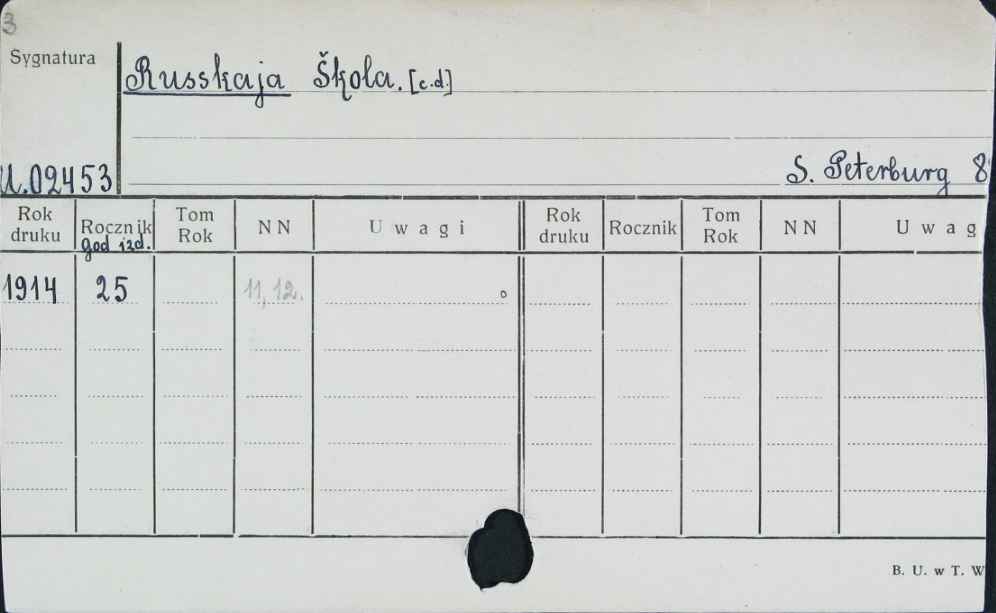 3
Sygnatura
Russkaja Škola. [c.d.]
U.02453
S. Peterburg 8
Rok druku Rocznik god izd. Tom Rok NN Uwagi Rok druku Rocznik Tom Rok NN Uwag
1914 25 11, 12.
B. U. w T. W